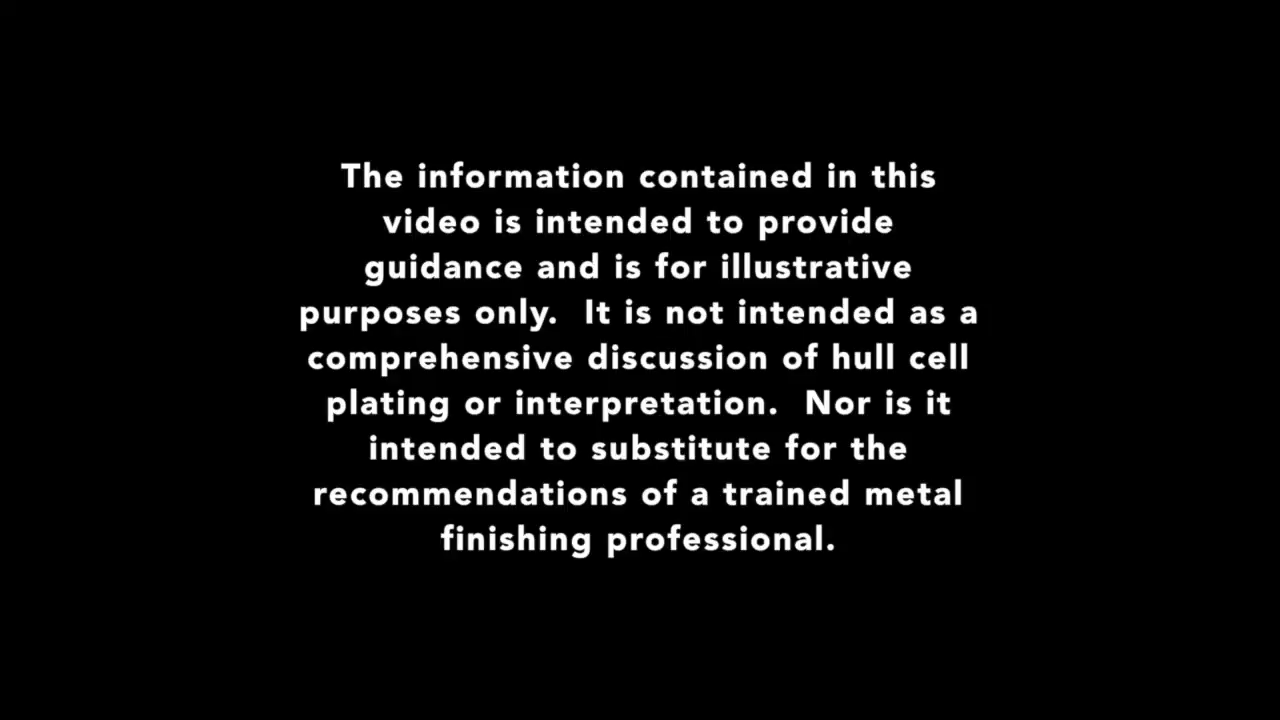 The information contained in this
video is intended to provide
guidance and is for illustrative
purposes only.  It is not intended as a
comprehensive discussion of hull cell
plating or interpretation.  Nor is it
intended to substitute for the
recommendations of a trained metal
finishing professional.